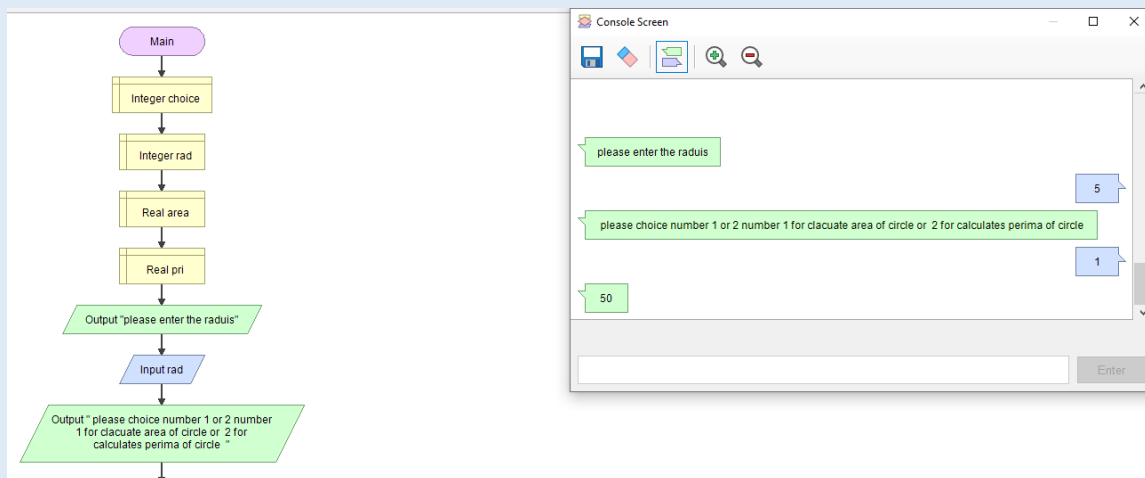 Main
Integer choice
Integer rad
Real area
Real pri
Output "please enter the raduis"
Input rad
Output " please choice number 1 or 2 number
1 for clacuate area of circle or 2 for
calculates perima of circle "
Console Screen
please enter the raduis
5
please choice number 1 or 2 number 1 for clacuate area of circle or 2 for calculates perima of circle
1
50
Enter